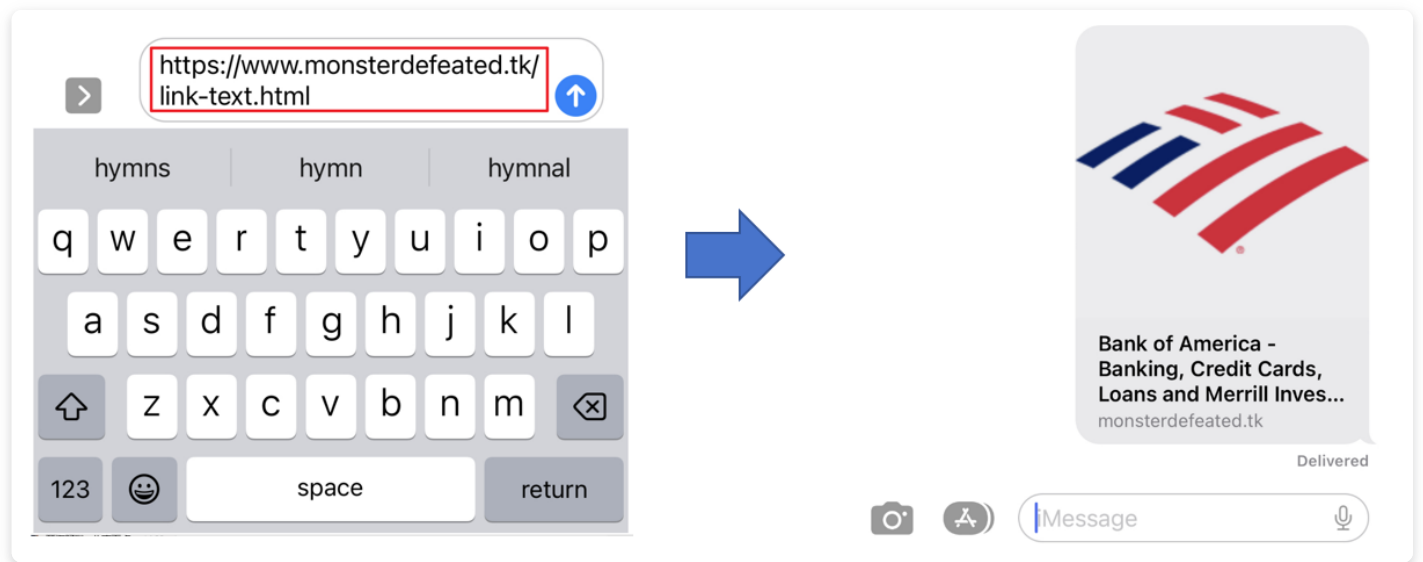 https://www.monsterdefeated.tk/
link-text.html
hymns hymn hymnal
q w e r t y u i o p
a s d f g h j k l
z x c v b n m
123 space return
Bank of America -
Banking, Credit Cards,
Loans and Merrill Inves...
monsterdefeated.tk
Delivered
iMessage